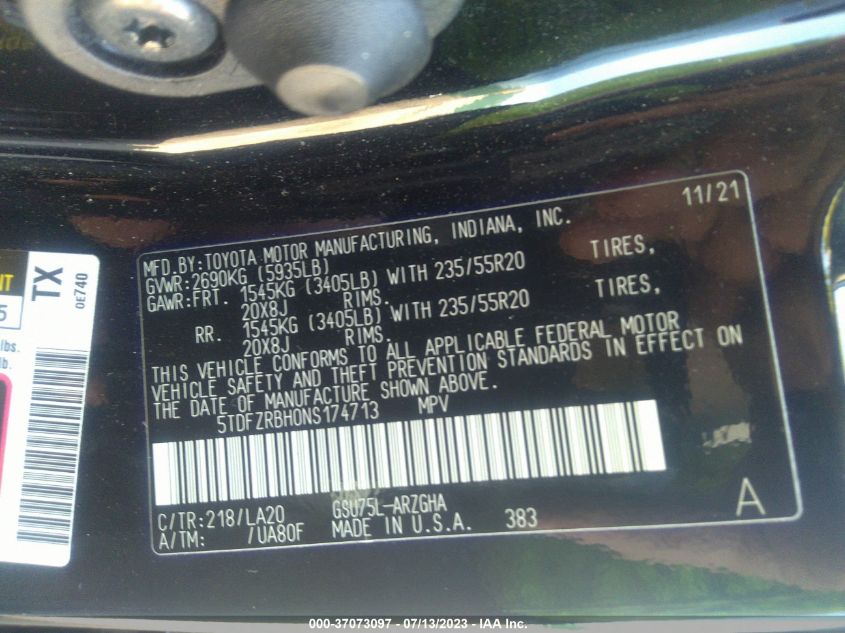 11/21
MFD.BY:TOYOTA MOTOR MANUFACTURING, INDIANA, INC.
GVWR:2690KG (5935LB)
GAWR:FRT. 1545KG (3405LB) WITH 235/55R20 TIRES,
20X8J RIMS.
RR. 1545KG (3405LB) WITH 235/55R20 TIRES,
20X8J RIMS.
THIS VEHICLE CONFORMS TO ALL APPLICABLE FEDERAL MOTOR
VEHICLE SAFETY AND THEFT PREVENTION STANDARDS IN EFFECT ON
THE DATE OF MANUFACTURE SHOWN ABOVE.
5TDFZRBH0NS174713 MPV
C/TR:218/LA20 GSU75L-ARZGHA
A/TM: /UA80F MADE IN U.S.A. 383
A
TX
0E740
5
lbs.
lb.
000-37073097 - 07/13/2023 - IAA Inc.